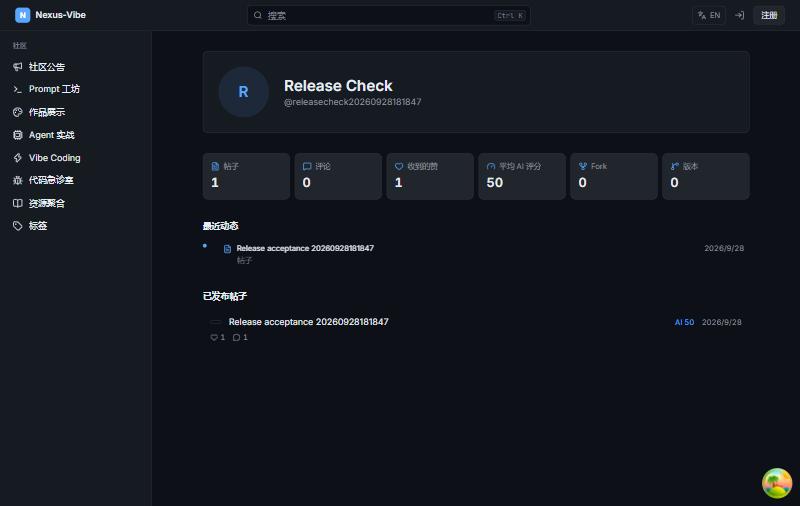 N Nexus-Vibe
搜索 Ctrl K
EN 注册
社区
社区公告
Prompt 工坊
作品展示
Agent 实战
Vibe Coding
代码急诊室
资源聚合
标签
R
Release Check
@releasecheck20260928181847
帖子
1
评论
0
收到的赞
1
平均 AI 评分
50
Fork
0
版本
0
最近动态
Release acceptance 20260928181847 2026/9/28
帖子
已发布帖子
Release acceptance 20260928181847 AI 50 2026/9/28
1 1